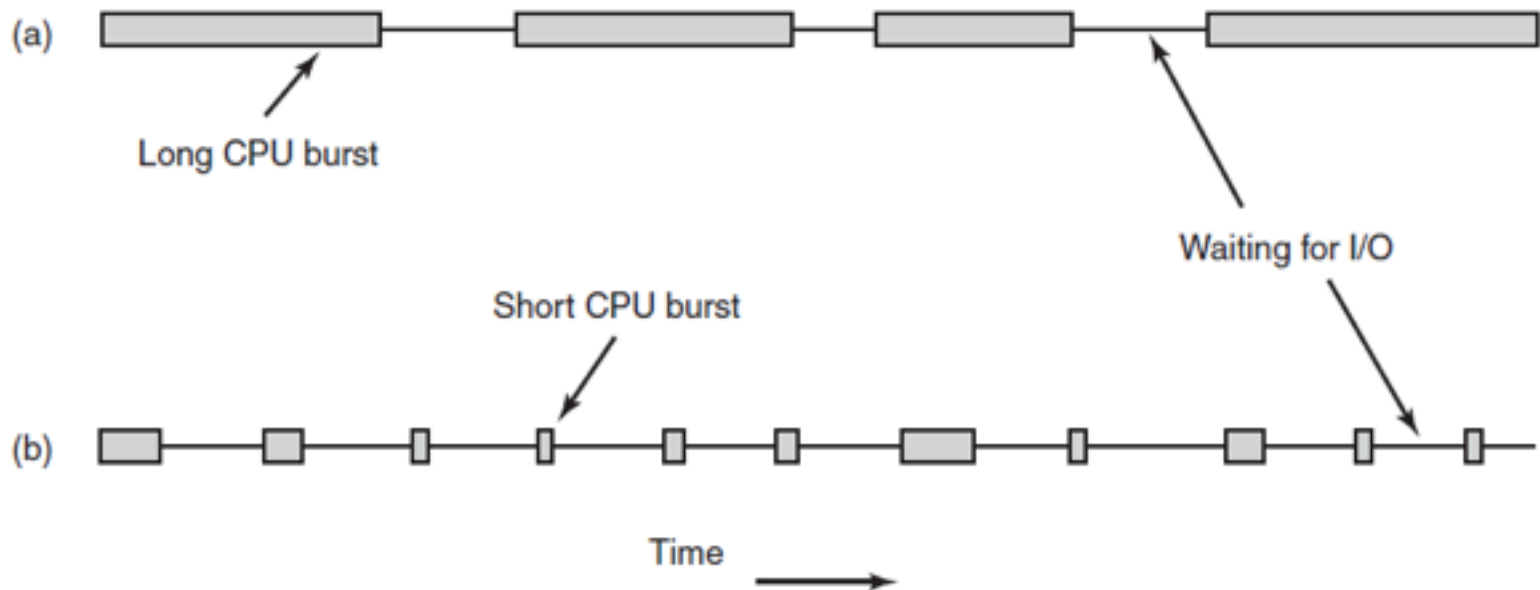 (a)
Long CPU burst
Waiting for I/O
Short CPU burst
(b)
Time